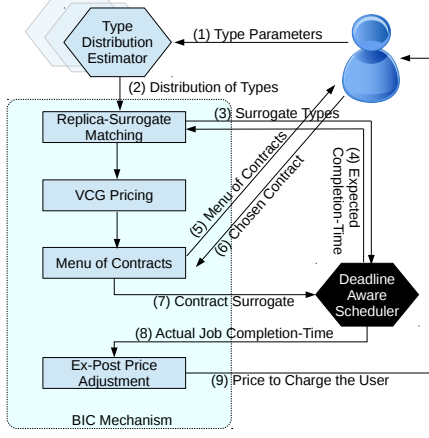 Type
Distribution
Estimator
(1) Type Parameters
(2) Distribution of Types
Replica-Surrogate
Matching
(3) Surrogate Types
(4) Expected
Completion-Time
VCG Pricing
(5) Menu of Contracts
(6) Chosen Contract
Menu of Contracts
Deadline
Aware
Scheduler
(7) Contract Surrogate
(8) Actual Job Completion-Time
Ex-Post Price
Adjustment
(9) Price to Charge the User
BIC Mechanism